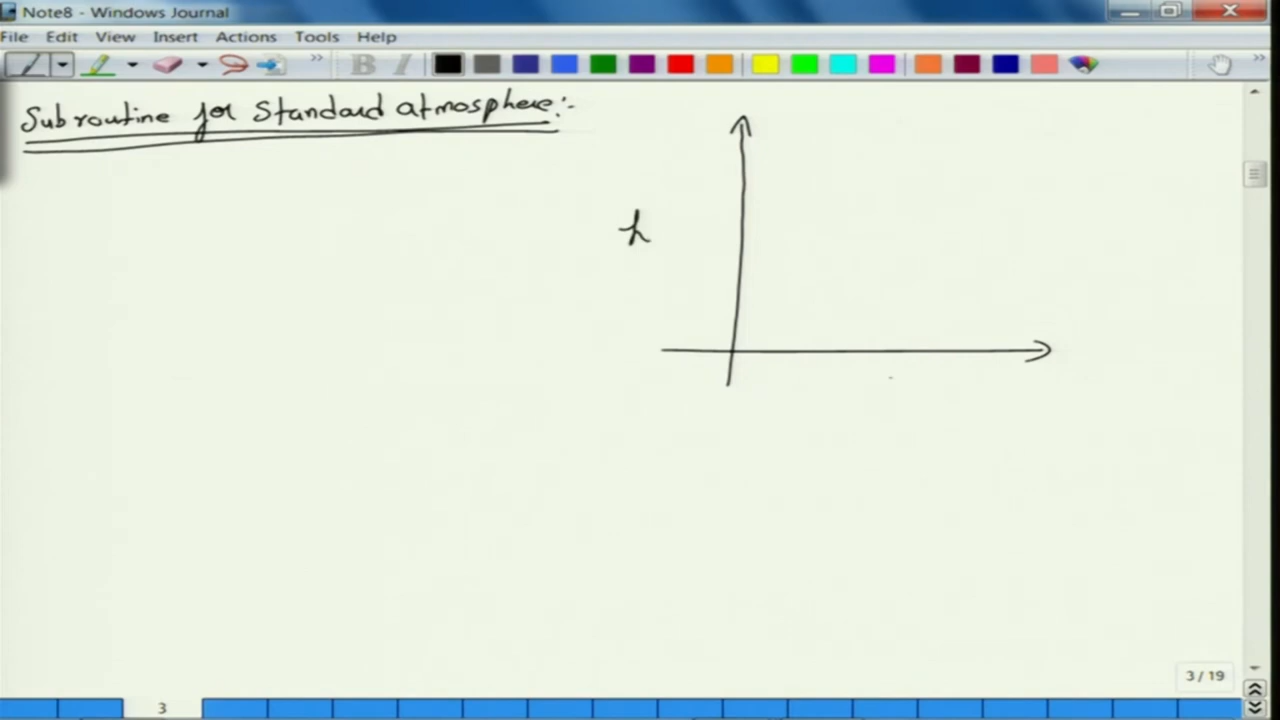 Note8 - Windows Journal
File Edit View Insert Actions Tools Help
B I
Subroutine for Standard atmosphere:-
h
3 / 19
3